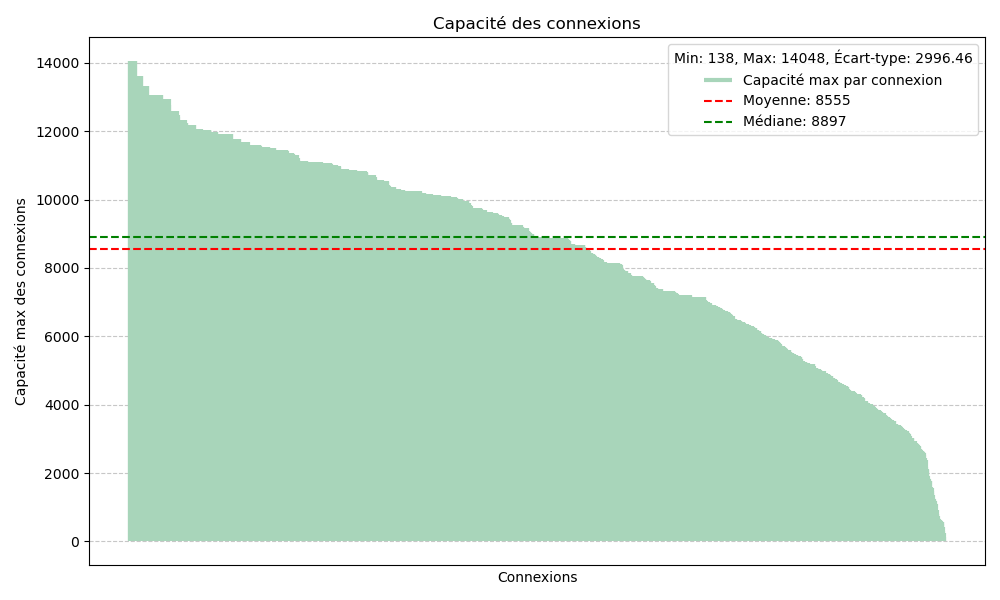 Capacité des connexions
Min: 138, Max: 14048, Écart-type: 2996.46
Capacité max par connexion
Moyenne: 8555
Médiane: 8897
Capacité max des connexions
14000
12000
10000
8000
6000
4000
2000
0
Connexions